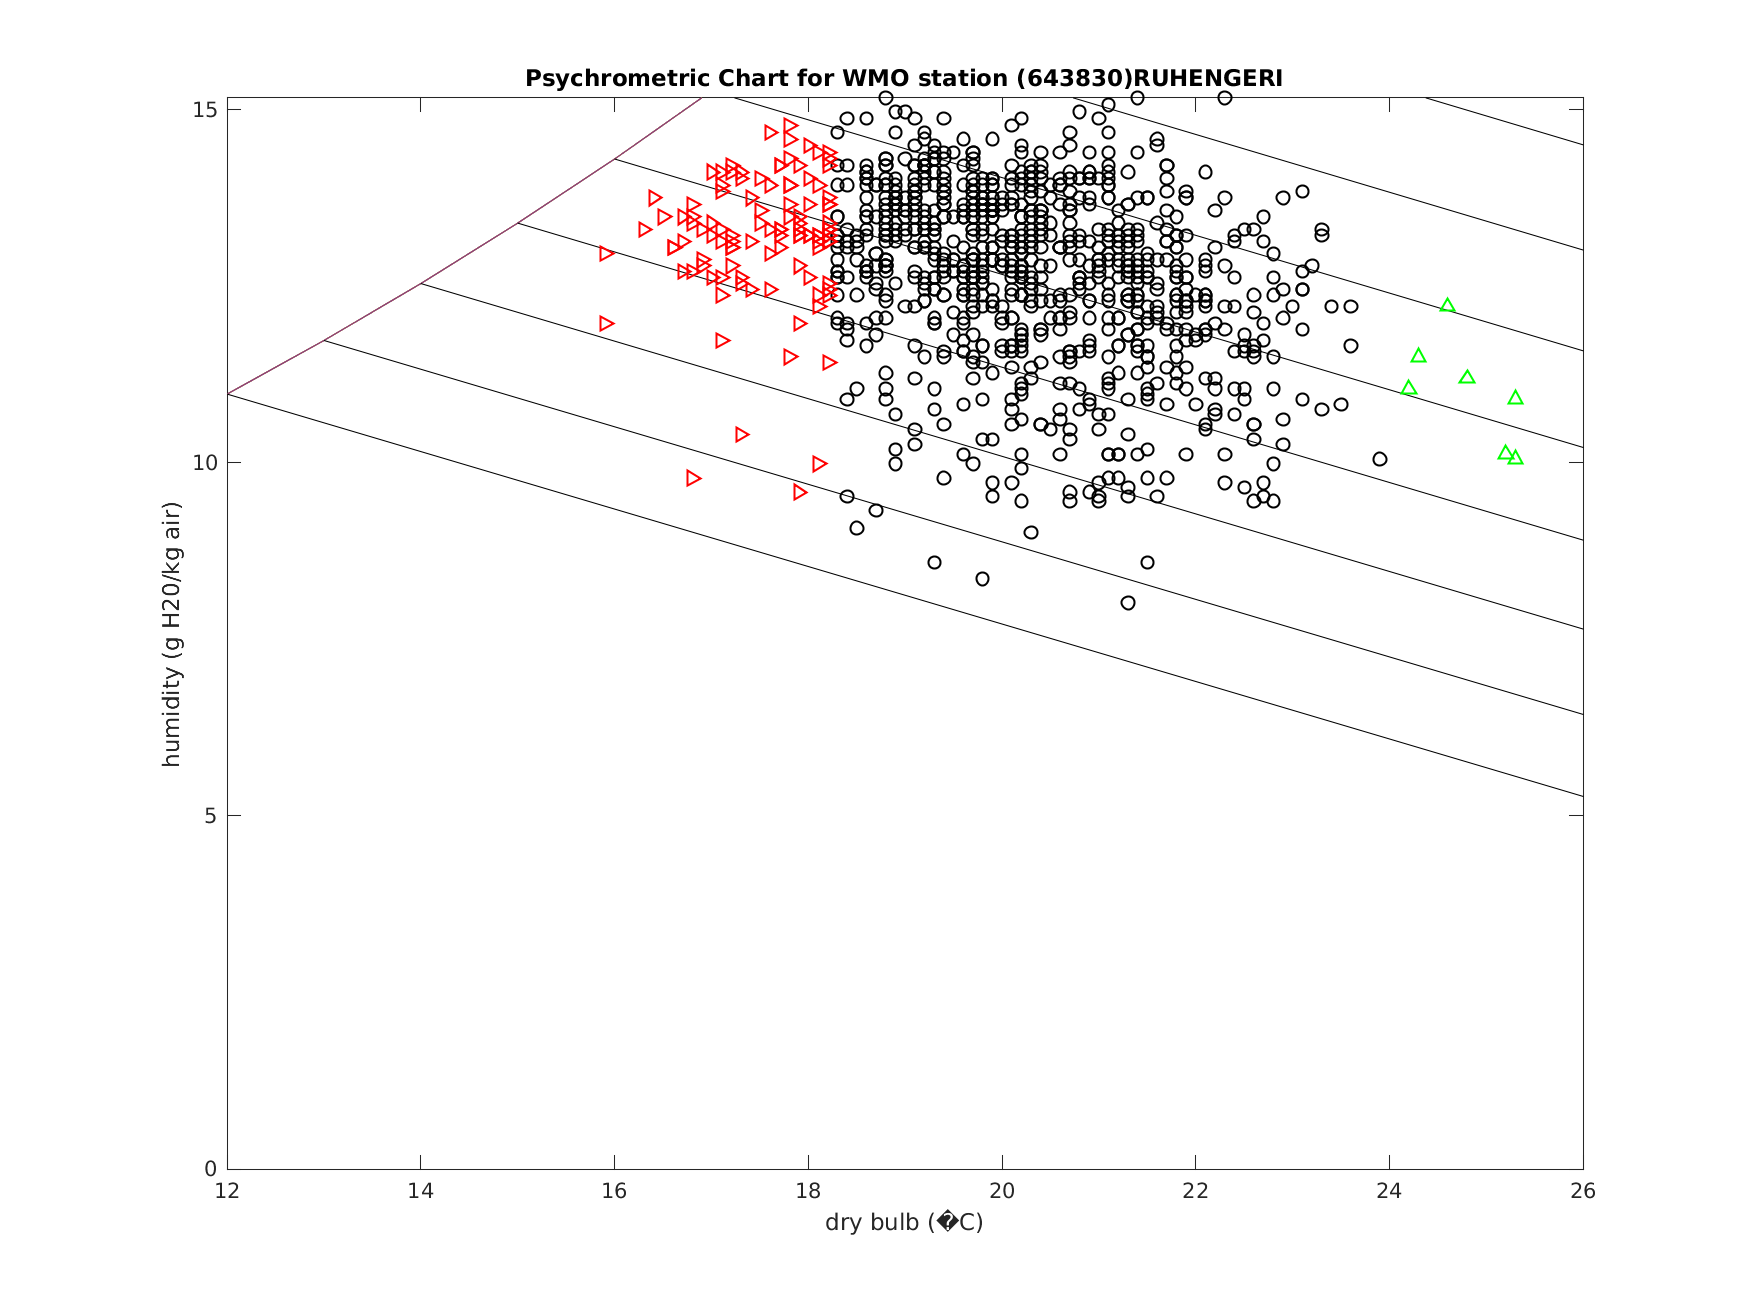 Psychrometric Chart for WMO station (643830)RUHENGERI
15
10
5
0
humidity (g H20/kg air)
12 14 16 18 20 22 24 26
dry bulb (�C)